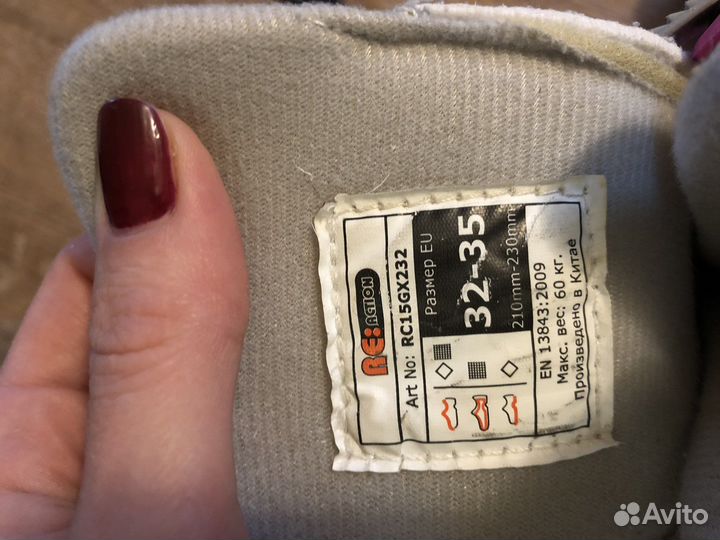 RE:ACTION
Art No: RC15GX232
Размер EU
32-35
210mm-230mm
EN 13843:2009
Макс. вес: 60 кг.
Произведено в Китае
Avito